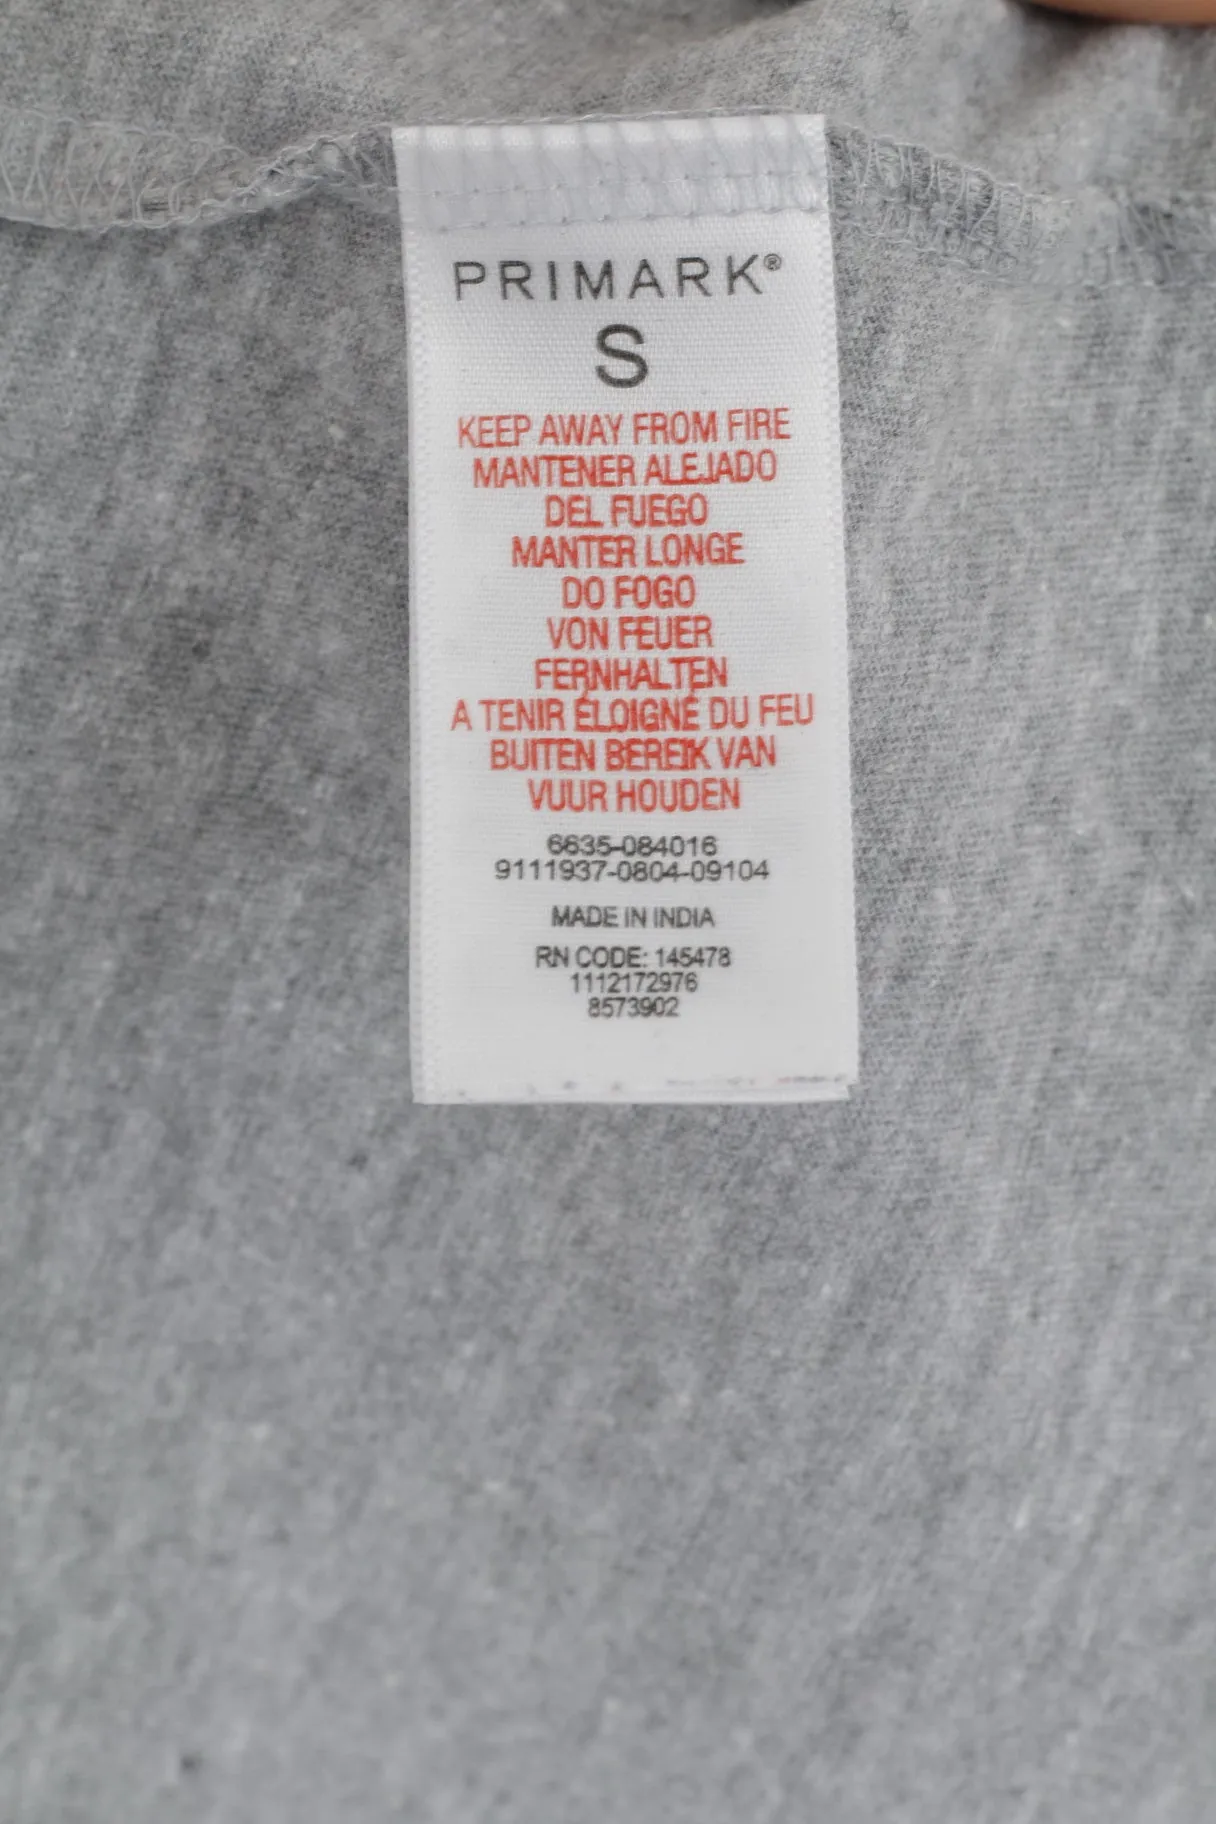 PRIMARK®
S
KEEP AWAY FROM FIRE
MANTENER ALEJADO
DEL FUEGO
MANTER LONGE
DO FOGO
VON FEUER
FERNHALTEN
A TENIR ÉLOIGNÉ DU FEU
BUITEN BEREIK VAN
VUUR HOUDEN
6635-084016
9111937-0804-09104
MADE IN INDIA
RN CODE: 145478
1112172976
8573902